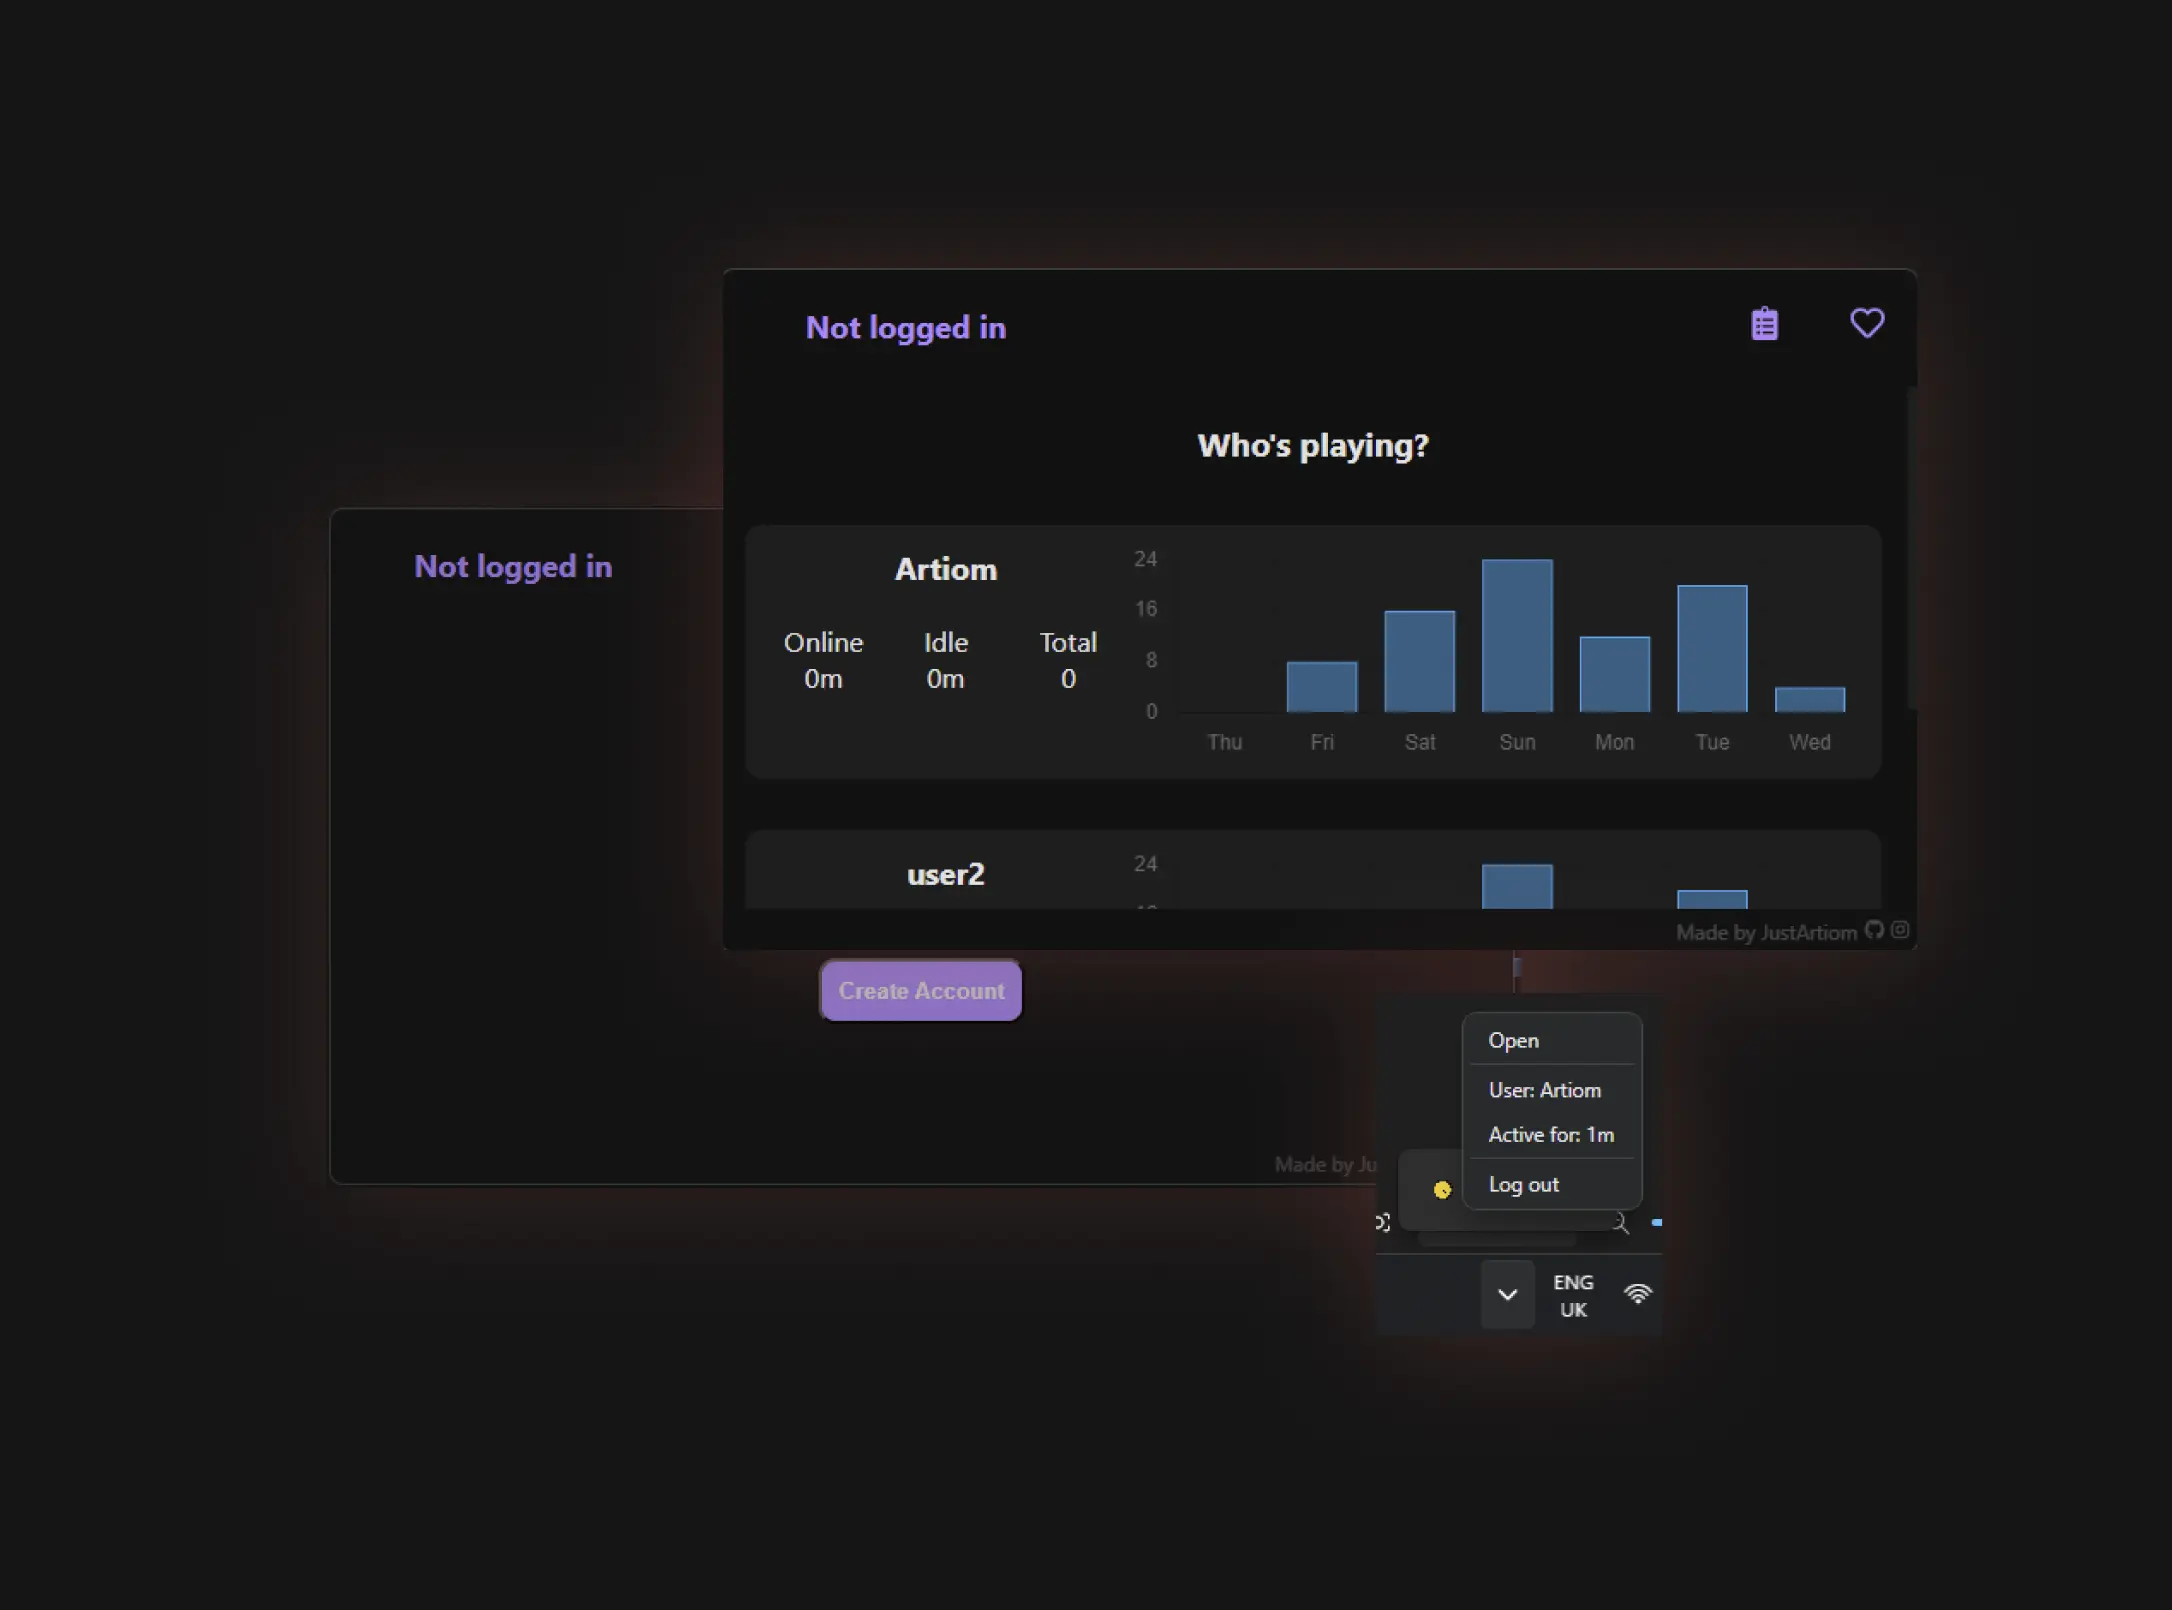 Not logged in
Who's playing?
Artiom
Online Idle Total
0m 0m 0
24
16
8
0
Thu Fri Sat Sun Mon Tue Wed
user2
24
Made by JustArtiom
Not logged in
Create Account
Made by Ju
Open
User: Artiom
Active for: 1m
Log out
ENG
UK